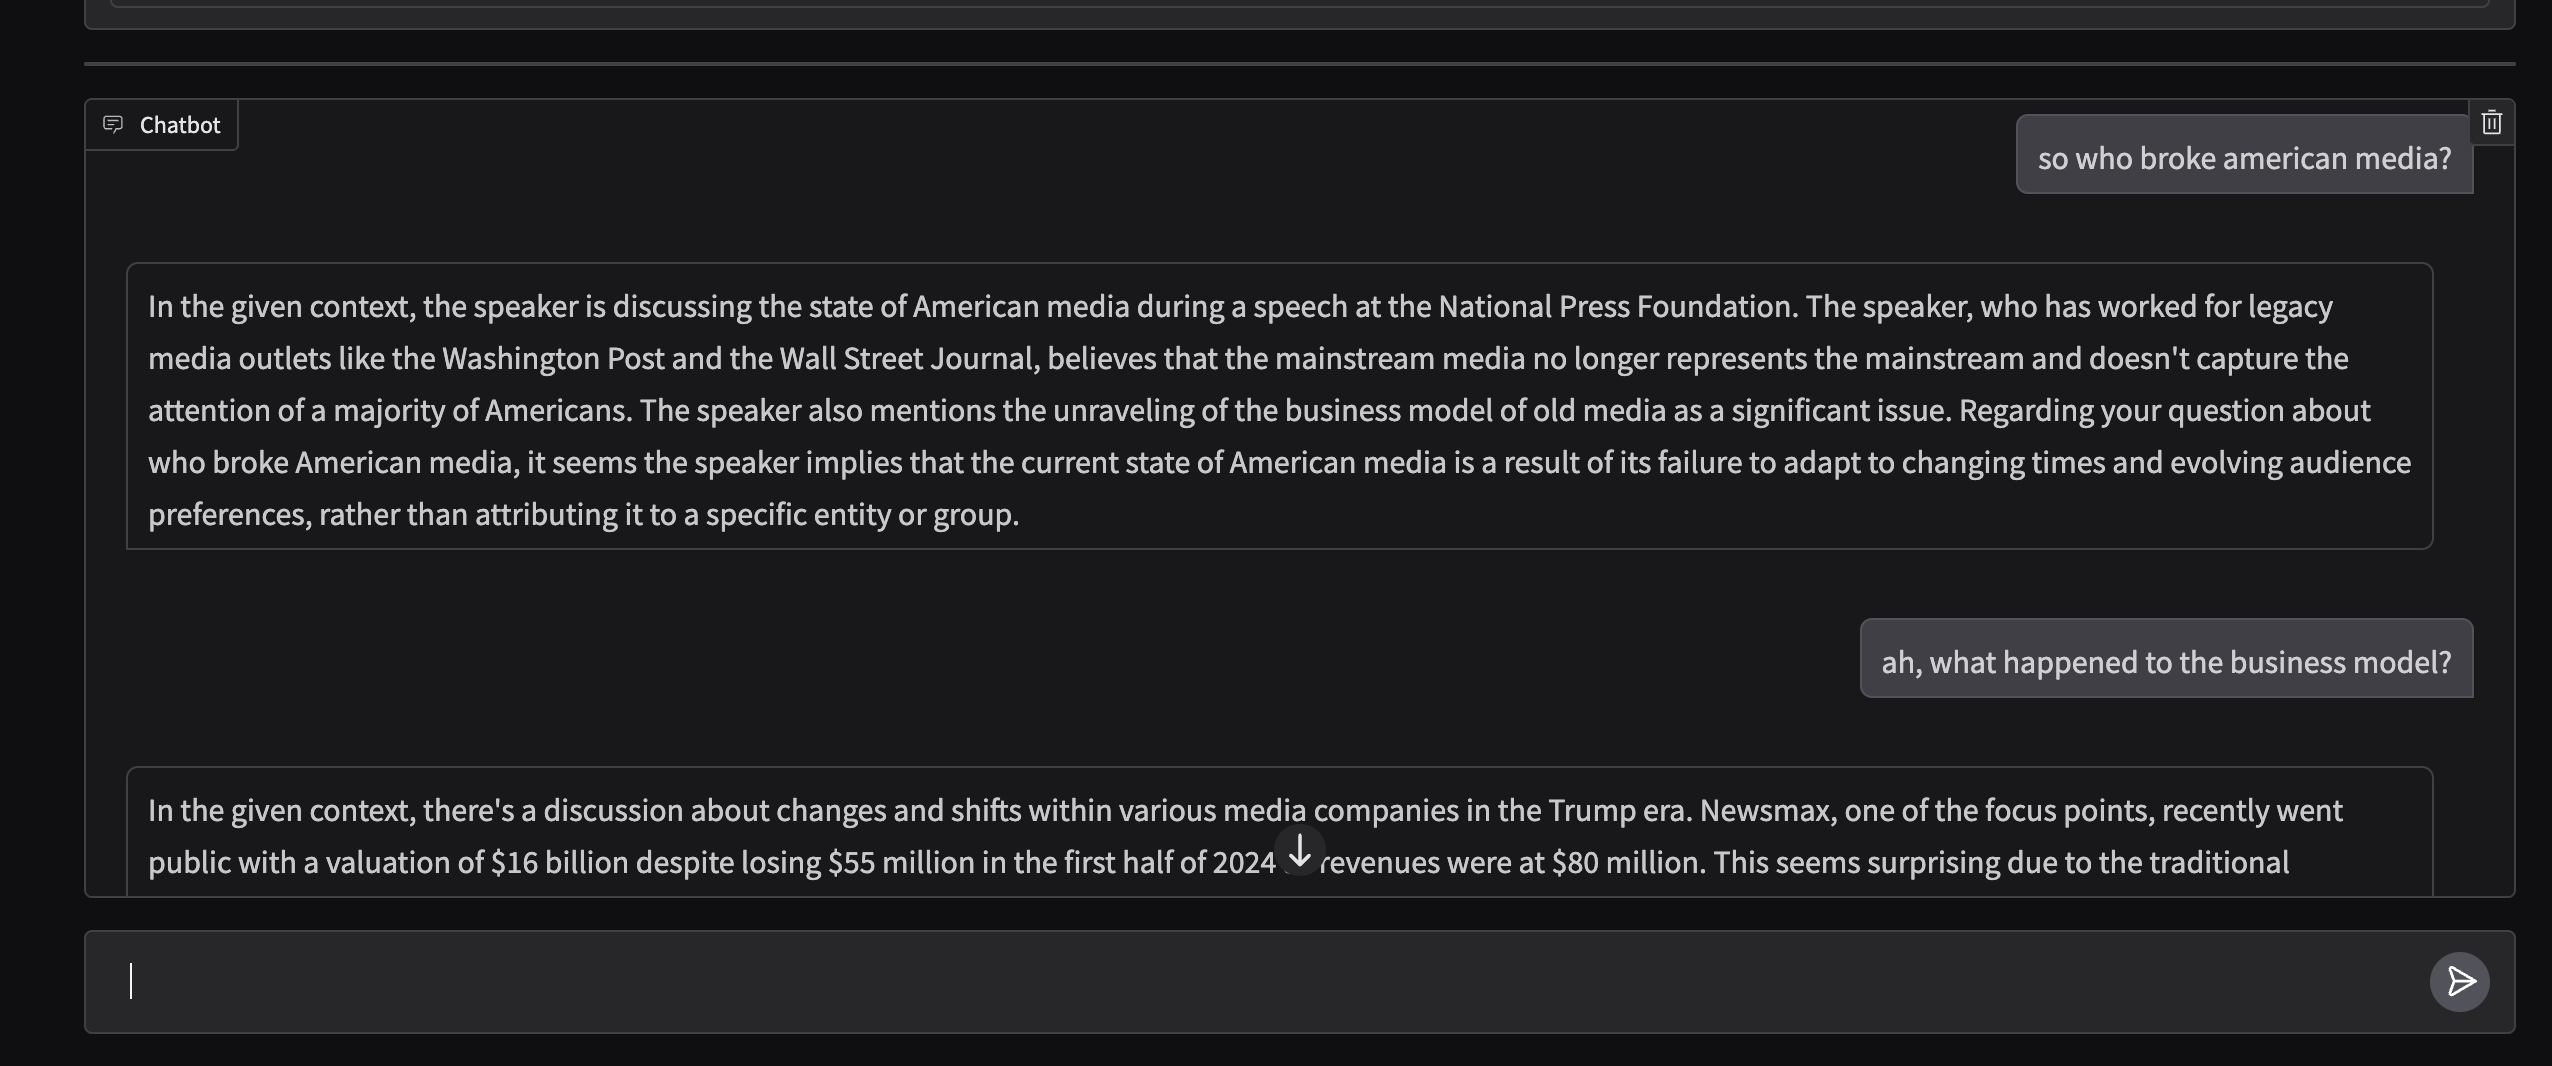 Chatbot
so who broke american media?
In the given context, the speaker is discussing the state of American media during a speech at the National Press Foundation. The speaker, who has worked for legacy
media outlets like the Washington Post and the Wall Street Journal, believes that the mainstream media no longer represents the mainstream and doesn't capture the
attention of a majority of Americans. The speaker also mentions the unraveling of the business model of old media as a significant issue. Regarding your question about
who broke American media, it seems the speaker implies that the current state of American media is a result of its failure to adapt to changing times and evolving audience
preferences, rather than attributing it to a specific entity or group.
ah, what happened to the business model?
In the given context, there's a discussion about changes and shifts within various media companies in the Trump era. Newsmax, one of the focus points, recently went
public with a valuation of $16 billion despite losing $55 million in the first half of 2024 revenues were at $80 million. This seems surprising due to the traditional